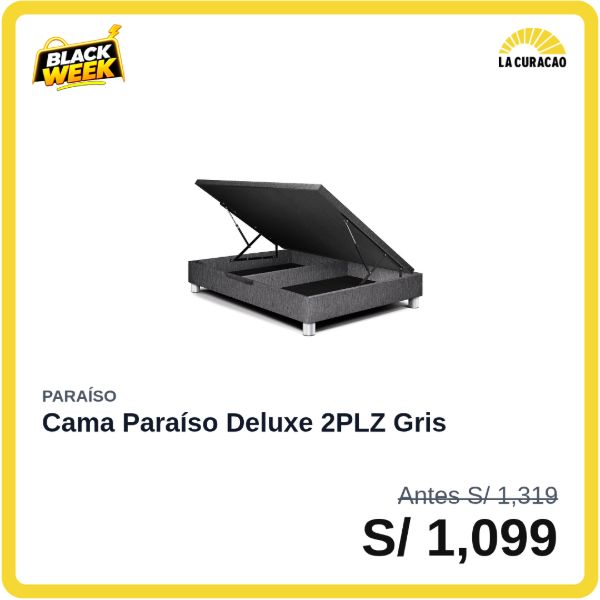 BLACK
WEEK
LA CURACAO
PARAÍSO
Cama Paraíso Deluxe 2PLZ Gris
Antes S/ 1,319
S/ 1,099